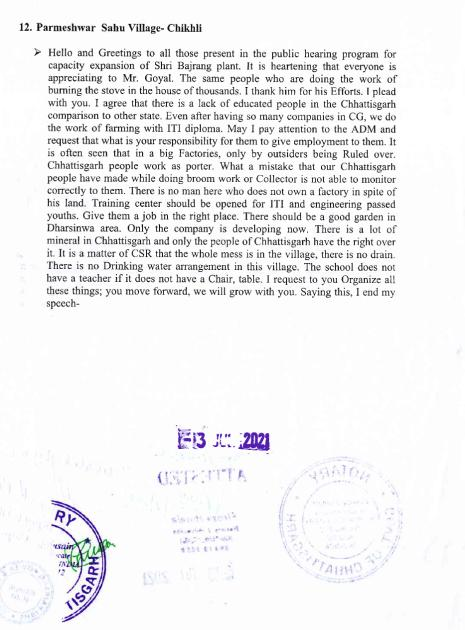 12. Parmeshwar Sahu Village- Chikhli
➢ Hello and Greetings to all those present in the public hearing program for
capacity expansion of Shri Bajrang plant. It is heartening that everyone is
appreciating to Mr. Goyal. The same people who are doing the work of
burning the stove in the house of thousands. I thank him for his Efforts. I plead
with you. I agree that there is a lack of educated people in the Chhattisgarh
comparison to other state. Even after having so many companies in CG, we do
the work of farming with ITI diploma. May I pay attention to the ADM and
request that what is your responsibility for them to give employment to them. It
is often seen that in a big Factories, only by outsiders being Ruled over.
Chhattisgarh people work as porter. What a mistake that our Chhattisgarh
people have made while doing broom work or Collector is not able to monitor
correctly to them. There is no man here who does not own a factory in spite of
his land. Training center should be opened for ITI and engineering passed
youths. Give them a job in the right place. There should be a good garden in
Dharsinwa area. Only the company is developing now. There is a lot of
mineral in Chhattisgarh and only the people of Chhattisgarh have the right over
it. It is a matter of CSR that the whole mess is in the village, there is no drain.
There is no Drinking water arrangement in this village. The school does not
have a teacher if it does not have a Chair, table. I request to you Organize all
these things; you move forward, we will grow with you. Saying this, I end my
speech-
13 JUL 2021
ATTESTED
NOTARY
GOVT OF CHHATTISGARH
RY
TISGARH